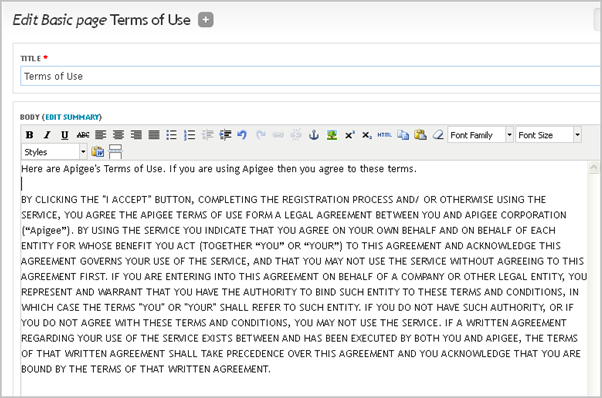 Edit Basic page Terms of Use +
TITLE *
Terms of Use
BODY (EDIT SUMMARY)
B I U ABC HTML Font Family Font Size
Styles
Here are Apigee's Terms of Use. If you are using Apigee then you agree to these terms.
BY CLICKING THE "I ACCEPT" BUTTON, COMPLETING THE REGISTRATION PROCESS AND/ OR OTHERWISE USING THE
SERVICE, YOU AGREE THE APIGEE TERMS OF USE FORM A LEGAL AGREEMENT BETWEEN YOU AND APIGEE CORPORATION
(“Apigee”). BY USING THE SERVICE YOU INDICATE THAT YOU AGREE ON YOUR OWN BEHALF AND ON BEHALF OF EACH
ENTITY FOR WHOSE BENEFIT YOU ACT (TOGETHER “YOU” OR “YOUR”) TO THIS AGREEMENT AND ACKNOWLEDGE THIS
AGREEMENT GOVERNS YOUR USE OF THE SERVICE, AND THAT YOU MAY NOT USE THE SERVICE WITHOUT AGREEING TO THIS
AGREEMENT FIRST. IF YOU ARE ENTERING INTO THIS AGREEMENT ON BEHALF OF A COMPANY OR OTHER LEGAL ENTITY, YOU
REPRESENT AND WARRANT THAT YOU HAVE THE AUTHORITY TO BIND SUCH ENTITY TO THESE TERMS AND CONDITIONS, IN
WHICH CASE THE TERMS "YOU" OR "YOUR" SHALL REFER TO SUCH ENTITY. IF YOU DO NOT HAVE SUCH AUTHORITY, OR IF
YOU DO NOT AGREE WITH THESE TERMS AND CONDITIONS, YOU MAY NOT USE THE SERVICE. IF A WRITTEN AGREEMENT
REGARDING YOUR USE OF THE SERVICE EXISTS BETWEEN AND HAS BEEN EXECUTED BY BOTH YOU AND APIGEE, THE TERMS
OF THAT WRITTEN AGREEMENT SHALL TAKE PRECEDENCE OVER THIS AGREEMENT AND YOU ACKNOWLEDGE THAT YOU ARE
BOUND BY THE TERMS OF THAT WRITTEN AGREEMENT.